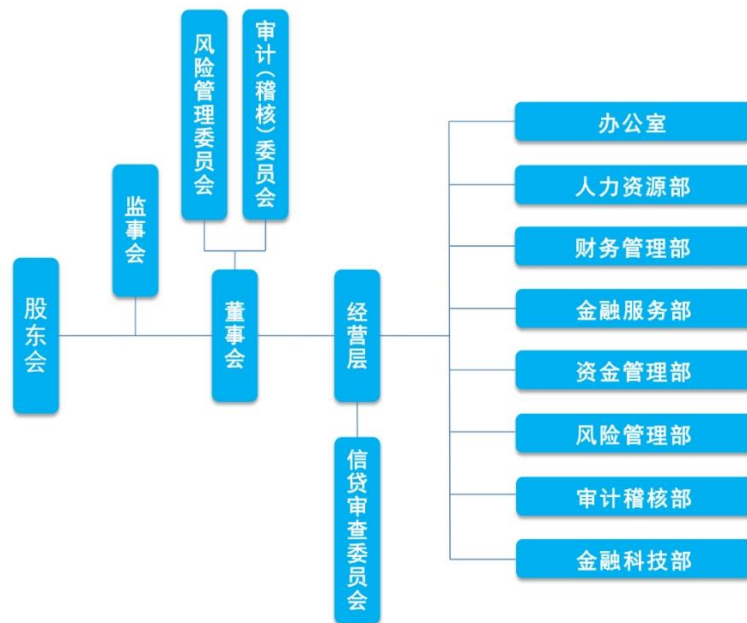 股东会
监事会
风险管理委员会
审计（稽核）委员会
董事会
经营层
信贷审查委员会
办公室
人力资源部
财务管理部
金融服务部
资金管理部
风险管理部
审计稽核部
金融科技部